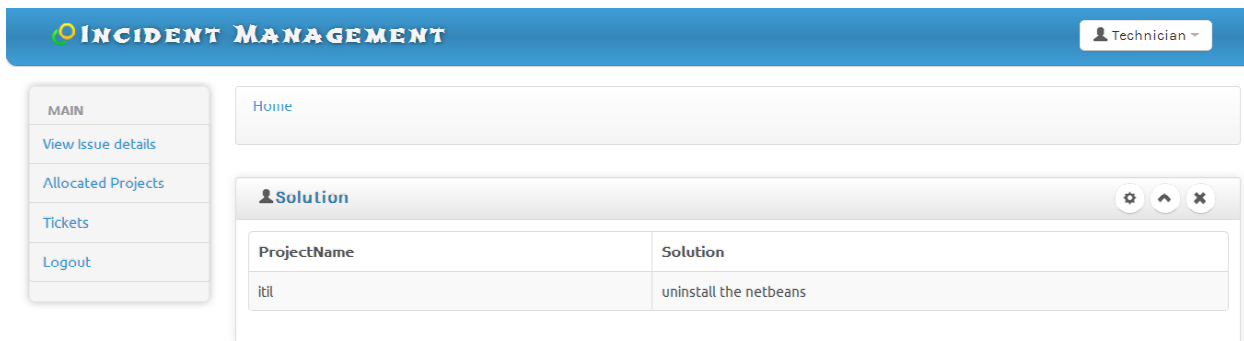 INCIDENT MANAGEMENT
Technician
MAIN
View Issue details
Allocated Projects
Tickets
Logout
Home
Solution
ProjectName Solution
itil uninstall the netbeans